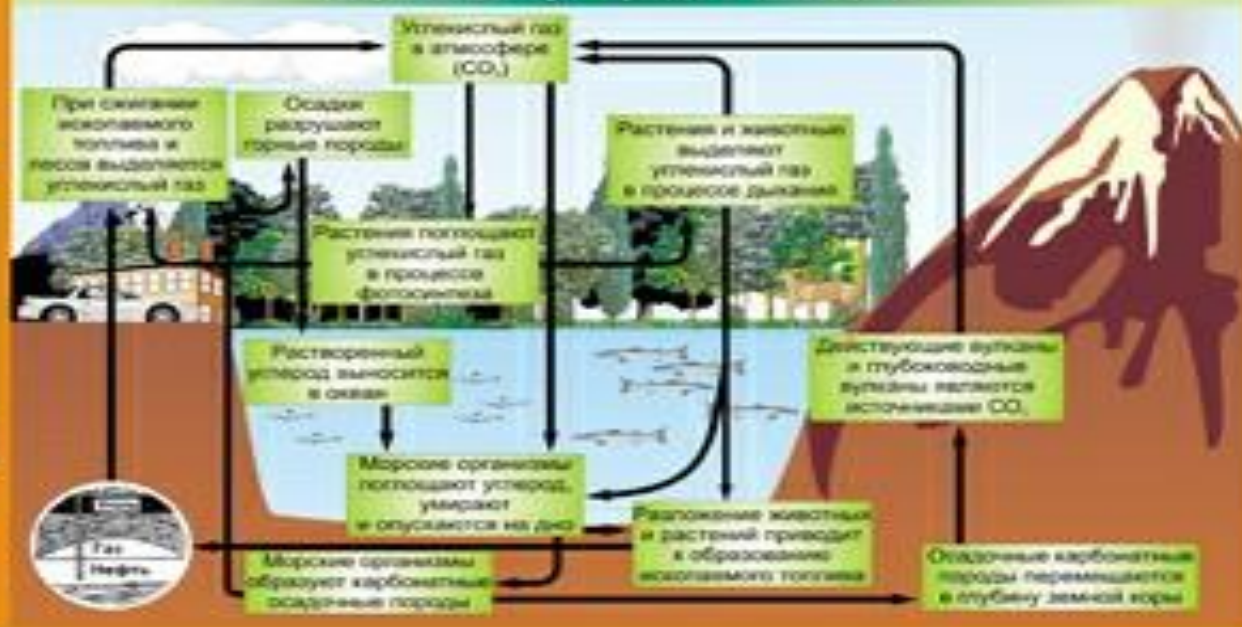 Углекислый газ
в атмосфере
(CO₂)
При сжигании
ископаемого
топлива и
лесов выделяется
углекислый газ
Осадки
разрушают
горные породы
Растения и животные
выделяют
углекислый газ
в процессе дыхания
Растения поглощают
углекислый газ
в процессе
фотосинтеза
Растворенный
углерод выносится
в океан
Действующие вулканы
и глубоководные
вулканы являются
источниками CO₂
Морские организмы
поглощают углерод,
умирают
и опускаются на дно
Разложение животных
и растений приводит
к образованию
ископаемого топлива
Газ
Нефть
Морские организмы
образуют карбонатные
осадочные породы
Осадочные карбонатные
породы перемещаются
в глубину земной коры